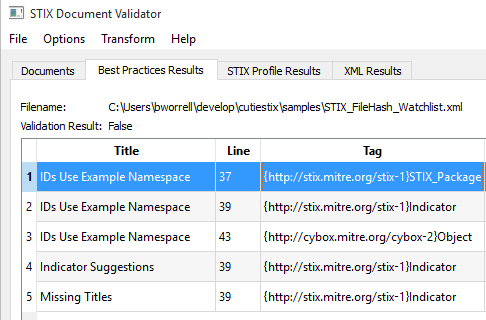 STIX Document Validator
File Options Transform Help
Documents Best Practices Results STIX Profile Results XML Results
Filename: C:\Users\bworrell\develop\cutiestix\samples\STIX_FileHash_Watchlist.xml
Validation Result: False
Title Line Tag
1 IDs Use Example Namespace 37 {http://stix.mitre.org/stix-1}STIX_Package
2 IDs Use Example Namespace 39 {http://stix.mitre.org/stix-1}Indicator
3 IDs Use Example Namespace 43 {http://cybox.mitre.org/cybox-2}Object
4 Indicator Suggestions 39 {http://stix.mitre.org/stix-1}Indicator
5 Missing Titles 39 {http://stix.mitre.org/stix-1}Indicator